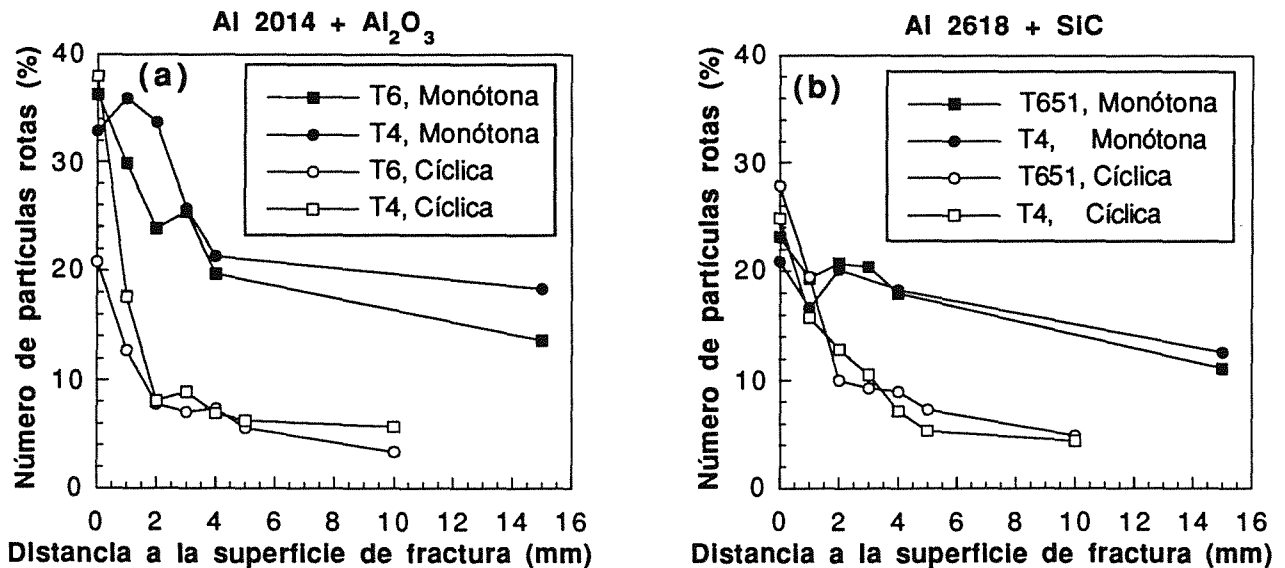 Al 2014 + Al₂O₃
Número de partículas rotas (%)
40
30
20
10
0
(a)
T6, Monótona
T4, Monótona
T6, Cíclica
T4, Cíclica
0 2 4 6 8 10 12 14 16
Distancia a la superficie de fractura (mm)
Al 2618 + SiC
Número de partículas rotas (%)
40
30
20
10
0
(b)
T651, Monótona
T4, Monótona
T651, Cíclica
T4, Cíclica
0 2 4 6 8 10 12 14 16
Distancia a la superficie de fractura (mm)